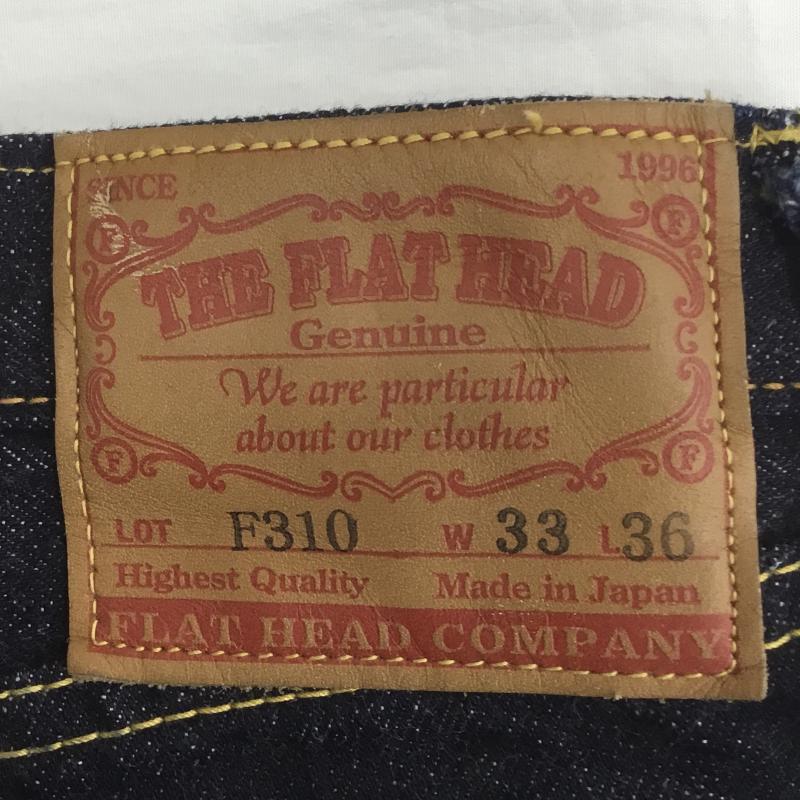 SINCE 1996
F F
THE FLAT HEAD
Genuine
We are particular
about our clothes
F F
LOT F310 W 33 L36
Highest Quality Made in Japan
FLAT HEAD COMPANY